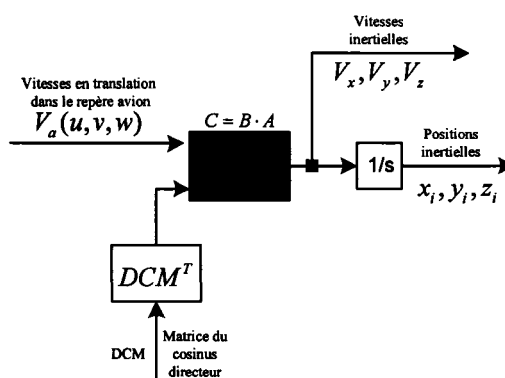 Vitesses
inertielles
V_x, V_y, V_z
Vitesses en translation
dans le repère avion
V_a (u, v, w)
C = B · A
1/s
Positions
inertielles
x_i, y_i, z_i
DCM^T
DCM
Matrice du
cosinus
directeur